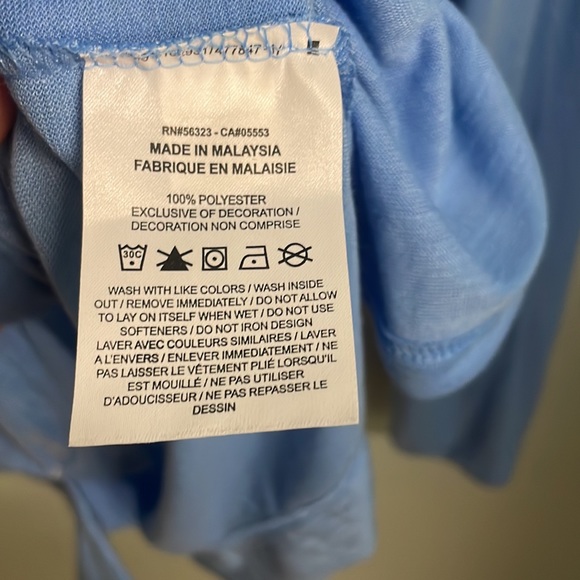 RN#56323 - CA#05553
MADE IN MALAYSIA
FABRIQUE EN MALAISIE
100% POLYESTER
EXCLUSIVE OF DECORATION /
DECORATION NON COMPRISE
30C
WASH WITH LIKE COLORS / WASH INSIDE
OUT / REMOVE IMMEDIATELY / DO NOT ALLOW
TO LAY ON ITSELF WHEN WET / DO NOT USE
SOFTENERS / DO NOT IRON DESIGN
LAVER AVEC COULEURS SIMILAIRES / LAVER
A L'ENVERS / ENLEVER IMMEDIATEMENT / NE
PAS LAISSER LE VÊTEMENT PLIÉ LORSQU'IL
EST MOUILLÉ / NE PAS UTILISER
D'ADOUCISSEUR / NE PAS REPASSER LE
DESSIN